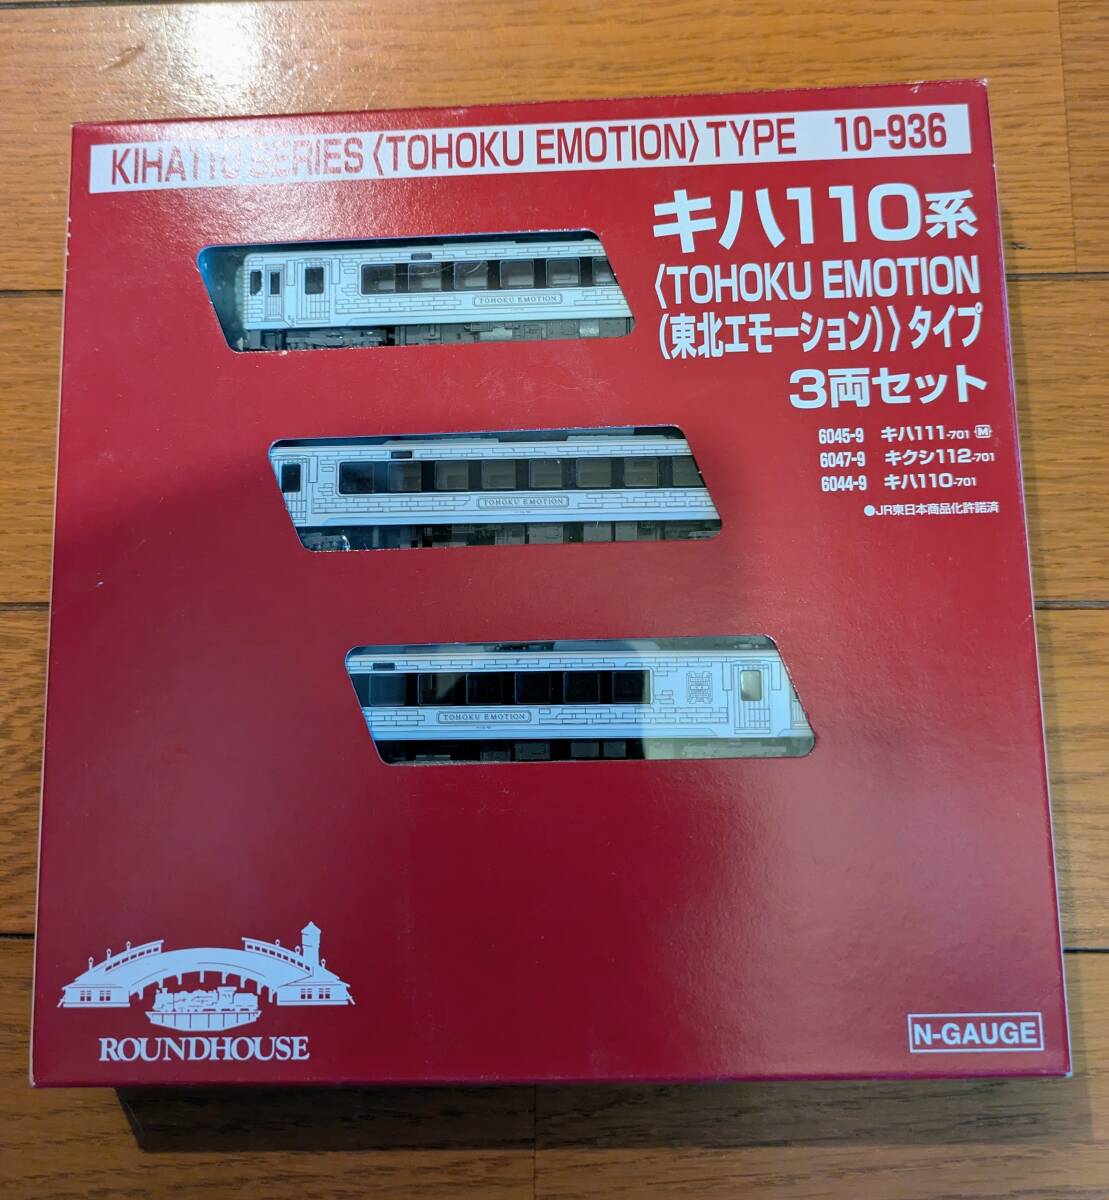 KIHA110 SERIES〈TOHOKU EMOTION〉TYPE 10-936
キハ110系
〈TOHOKU EMOTION
(東北エモーション)〉タイプ
3両セット
6045-9 キハ111-701 M
6047-9 キクシ112-701
6044-9 キハ110-701
●JR東日本商品化許諾済
TOHOKU EMOTION
TOHOKU EMOTION
TOHOKU EMOTION
ROUNDHOUSE
N-GAUGE